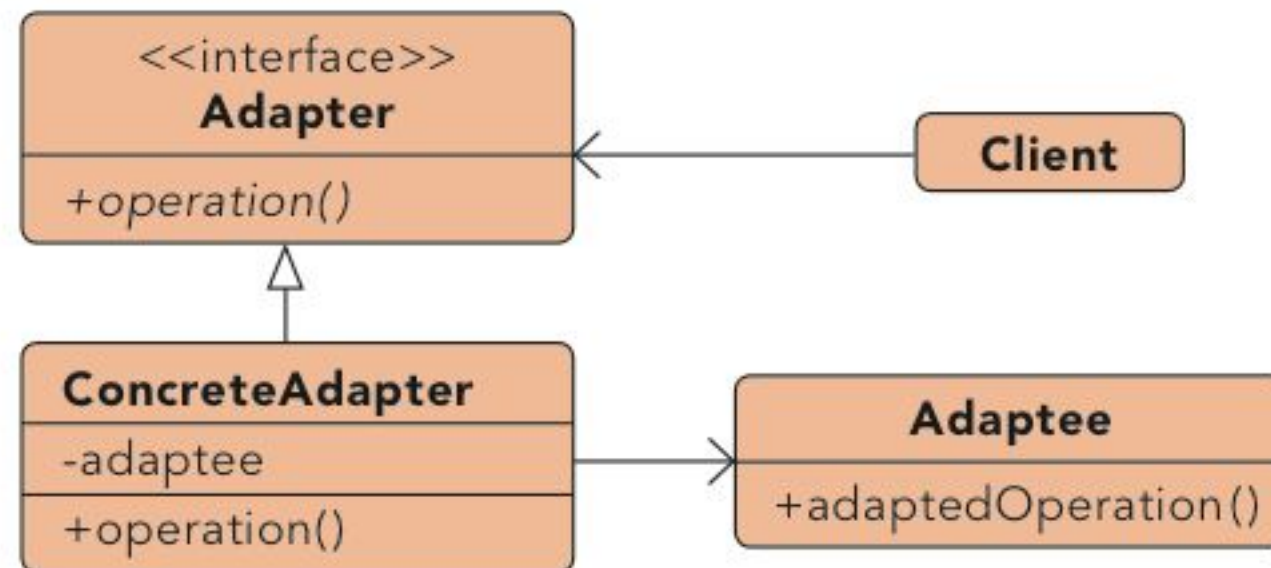 <<interface>>
Adapter
+operation()
Client
ConcreteAdapter
-adaptee
+operation()
Adaptee
+adaptedOperation()